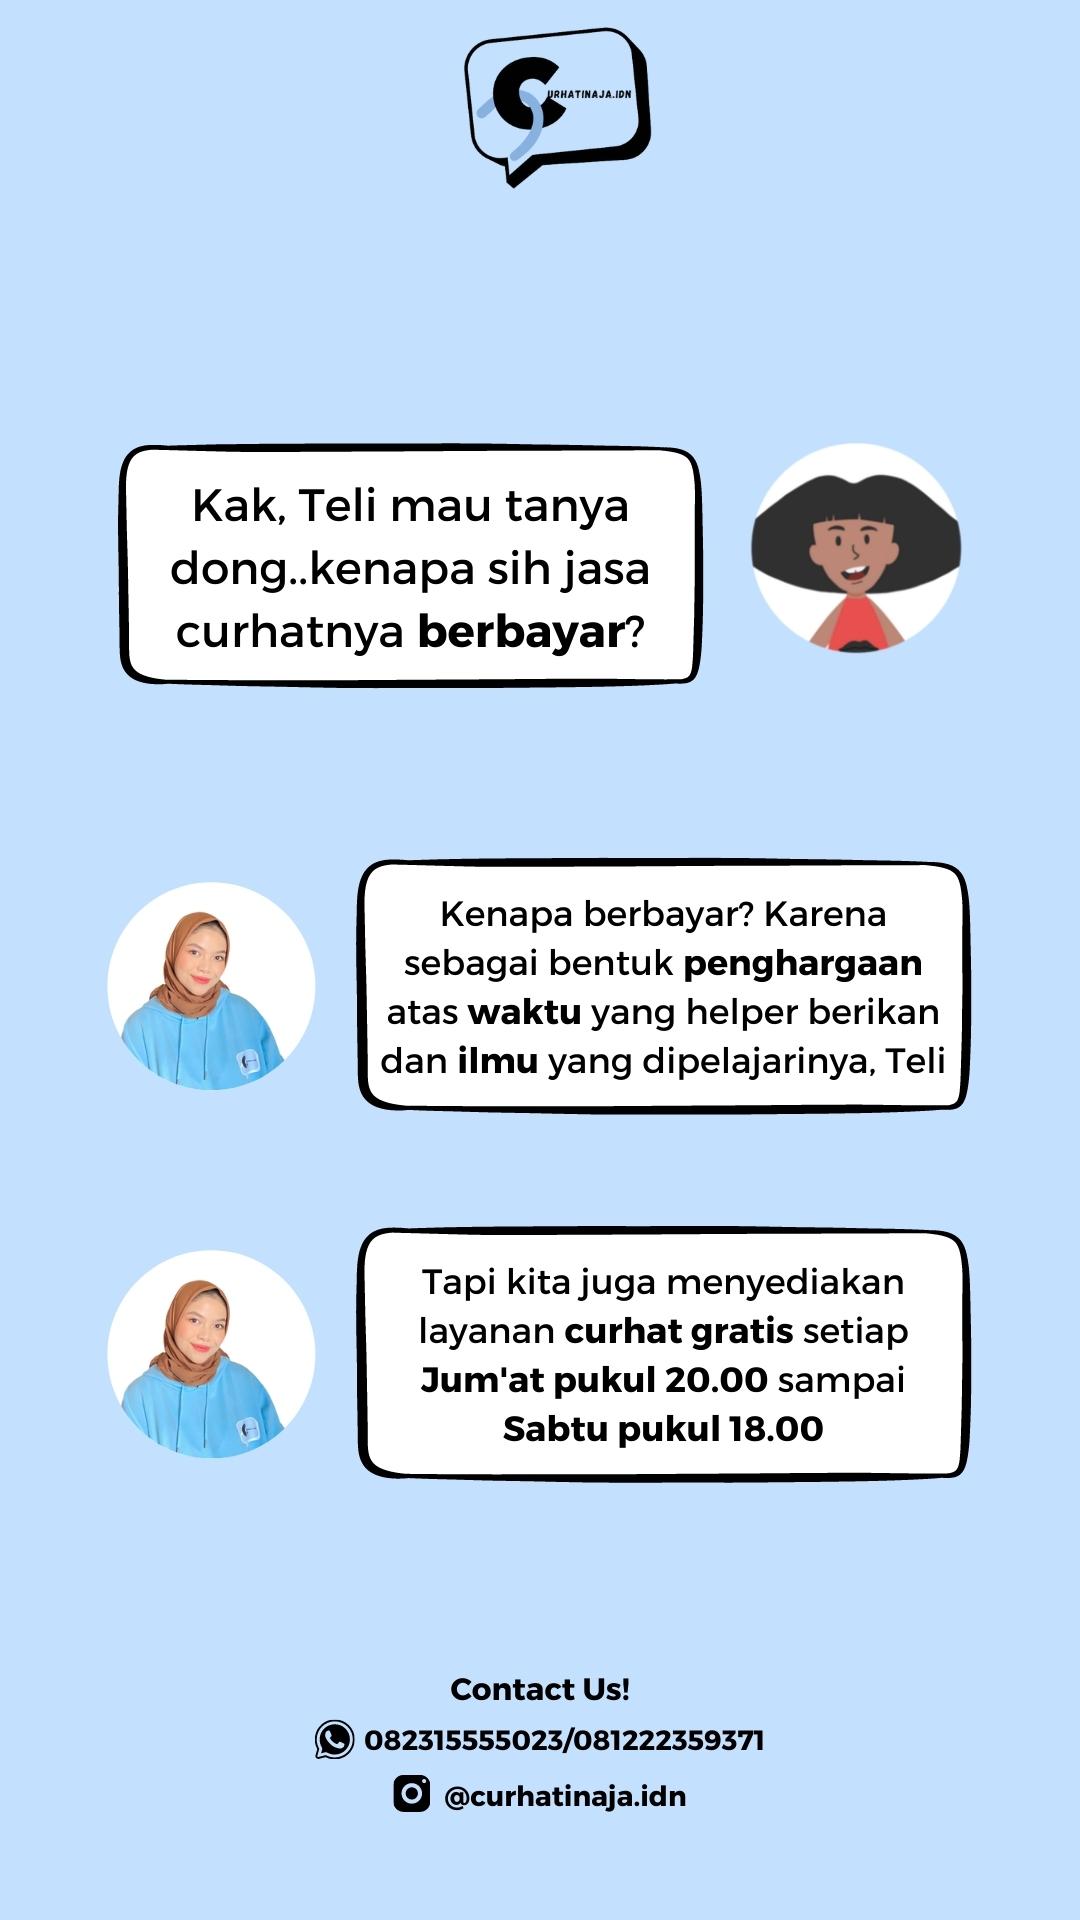 CURHATINAJA.IDN
Kak, Teli mau tanya
dong..kenapa sih jasa
curhatnya berbayar?
Kenapa berbayar? Karena
sebagai bentuk penghargaan
atas waktu yang helper berikan
dan ilmu yang dipelajarinya, Teli
Tapi kita juga menyediakan
layanan curhat gratis setiap
Jum'at pukul 20.00 sampai
Sabtu pukul 18.00
Contact Us!
082315555023/081222359371
@curhatinaja.idn